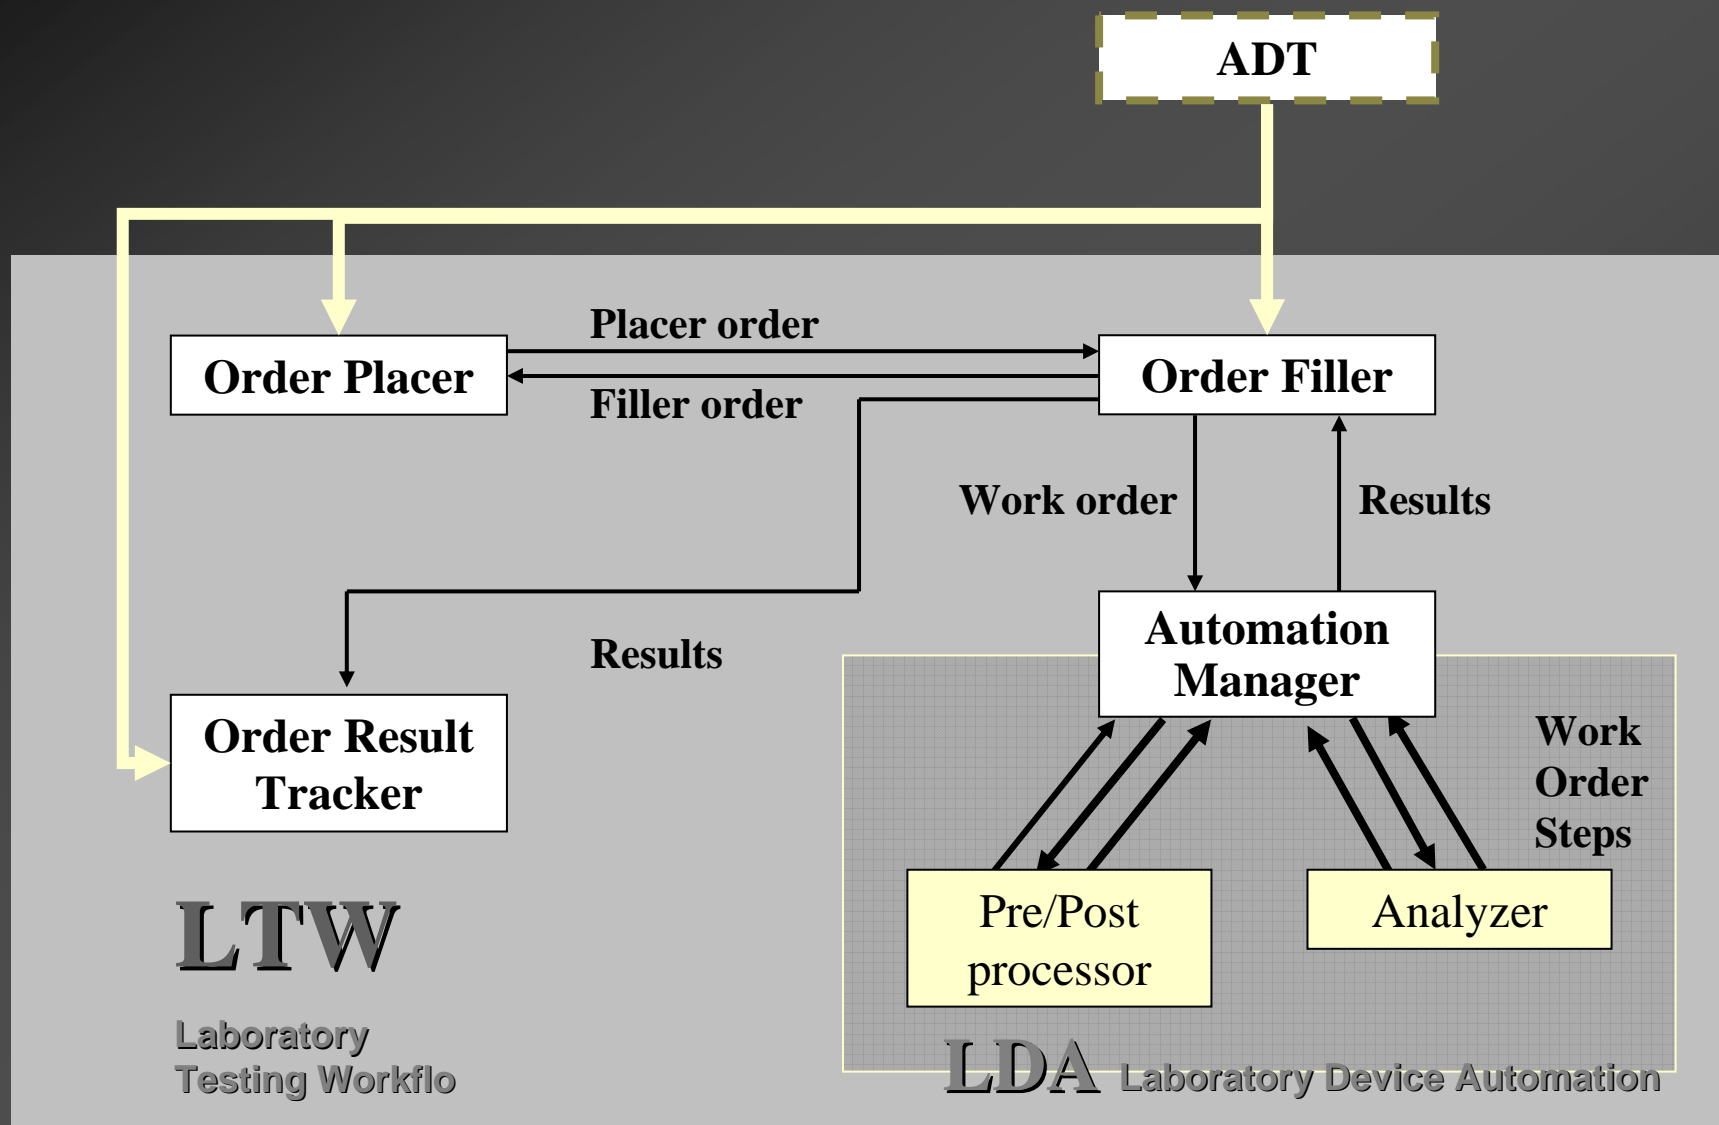 ADT
Placer order
Order Placer
Order Filler
Filler order
Work order
Results
Automation
Manager
Results
Order Result
Tracker
Work
Order
Steps
Pre/Post
processor
Analyzer
LTW
Laboratory
Testing Workflo
LDA Laboratory Device Automation